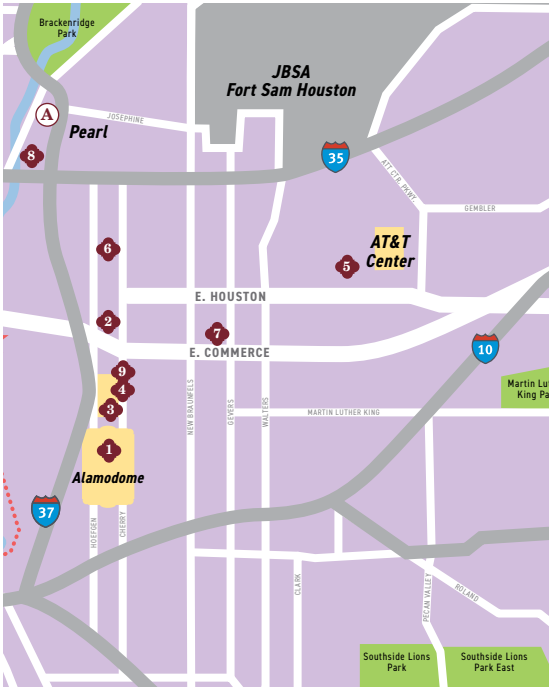 Brackenridge
Park
JBSA
Fort Sam Houston
A
JOSEPHINE
Pearl
8
35
ATT CTR. PKWY.
GEMBLER
6
AT&T
Center
5
E. HOUSTON
2
7
E. COMMERCE
10
9
4
3
NEW BRAUNFELS
GEVERS
WALTERS
MARTIN LUTHER KING
Martin Lut
King Pa
1
Alamodome
37
HOEFGEN
CHERRY
CLARK
PECAN VALLEY
ROLAND
Southside Lions
Park
Southside Lions
Park East